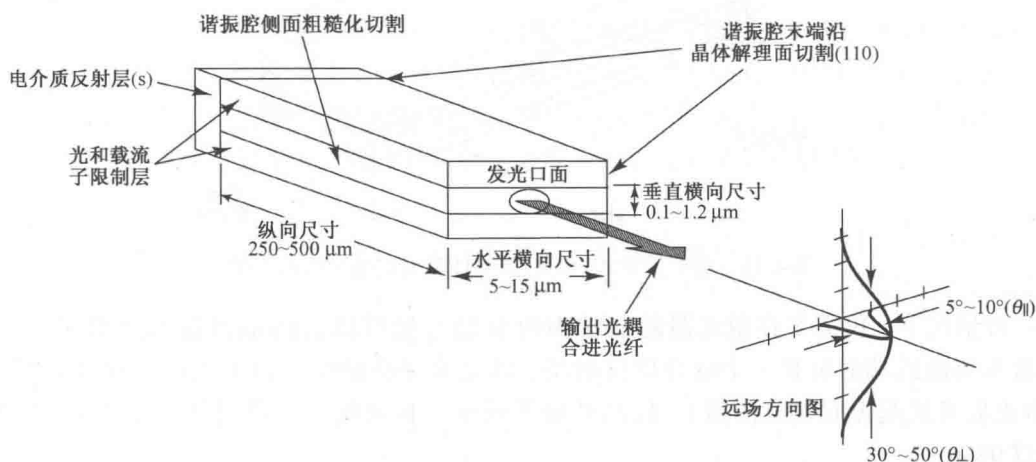 谐振腔侧面粗糙化切割
谐振腔末端沿
晶体解理面切割(110)
电介质反射层(s)
光和载流
子限制层
发光口面
垂直横向尺寸
0.1~1.2 μm
纵向尺寸
250~500 μm
水平横向尺寸
5~15 μm
输出光耦
合进光纤
5°~10°(θ∥)
远场方向图
30°~50°(θ⊥)